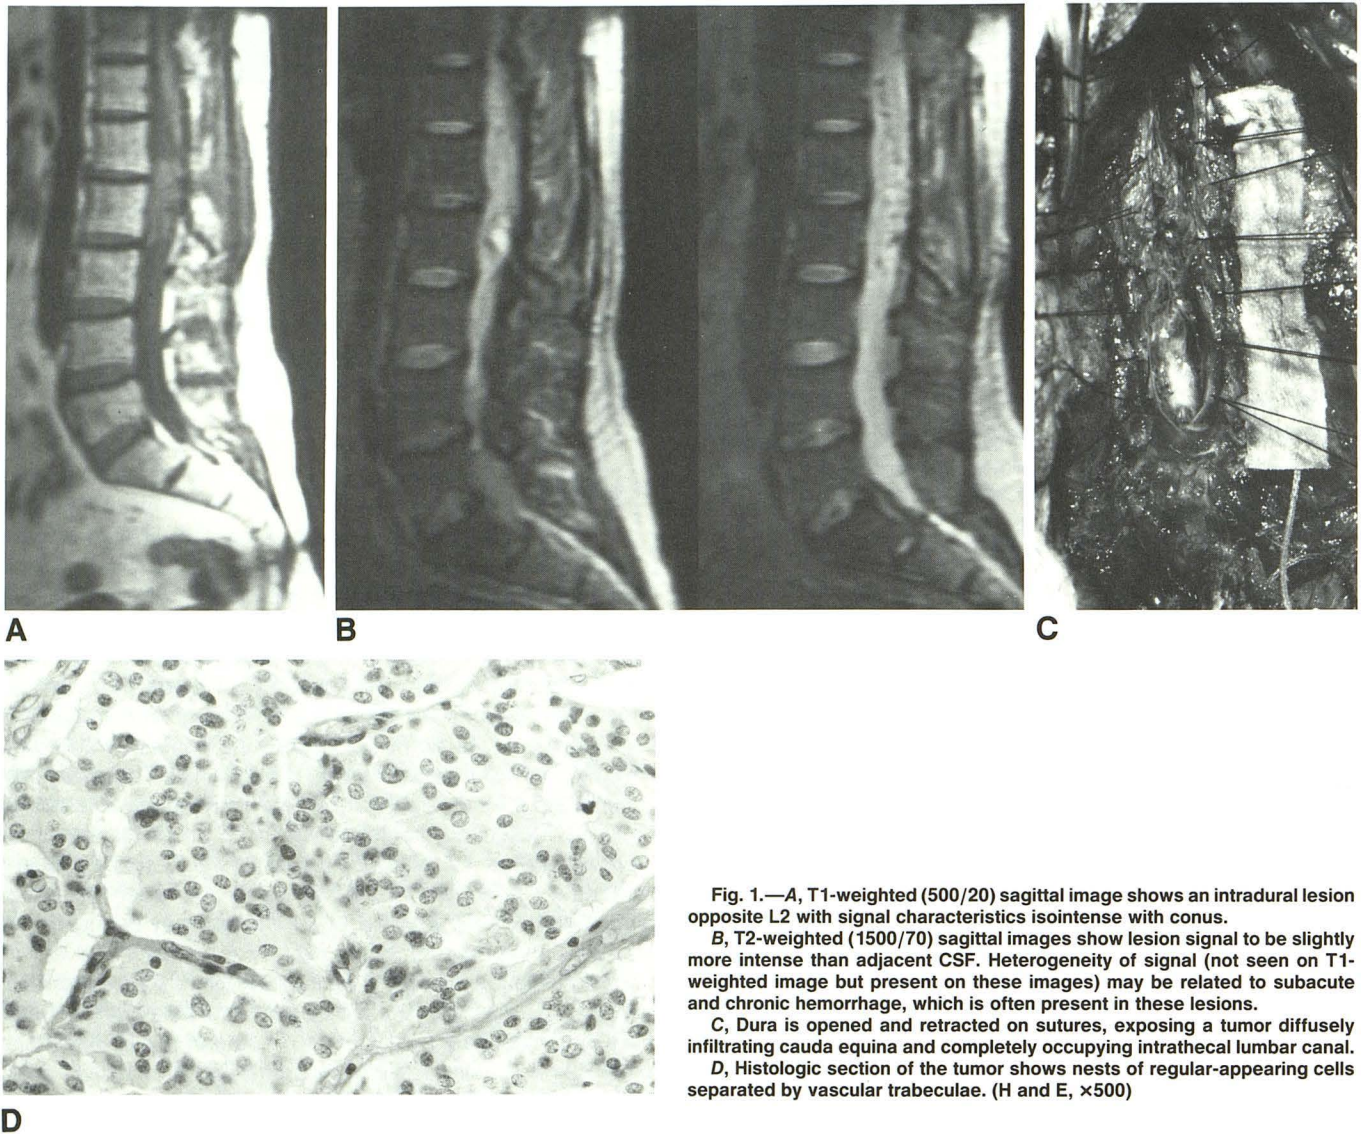 A
B
C
D
Fig. 1.—A, T1-weighted (500/20) sagittal image shows an intradural lesion
opposite L2 with signal characteristics isointense with conus.
B, T2-weighted (1500/70) sagittal images show lesion signal to be slightly
more intense than adjacent CSF. Heterogeneity of signal (not seen on T1-
weighted image but present on these images) may be related to subacute
and chronic hemorrhage, which is often present in these lesions.
C, Dura is opened and retracted on sutures, exposing a tumor diffusely
infiltrating cauda equina and completely occupying intrathecal lumbar canal.
D, Histologic section of the tumor shows nests of regular-appearing cells
separated by vascular trabeculae. (H and E, ×500)